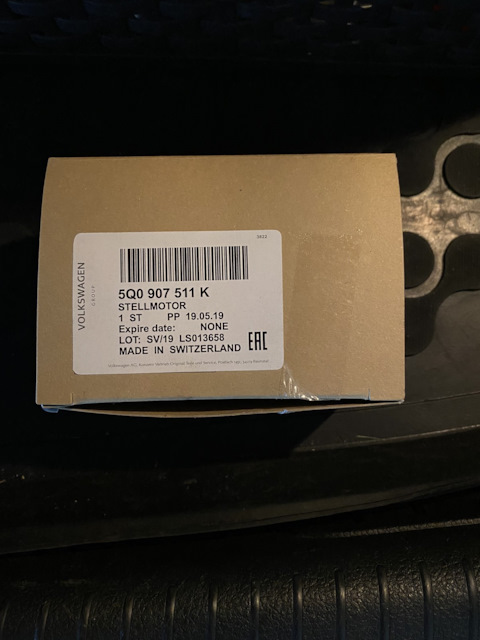 3423
VOLKSWAGEN
GROUP
5Q0 907 511 K
STELLMOTOR
1 ST PP 19.05.19
Expire date: NONE
LOT: SV/19 LS013658
MADE IN SWITZERLAND
EAC